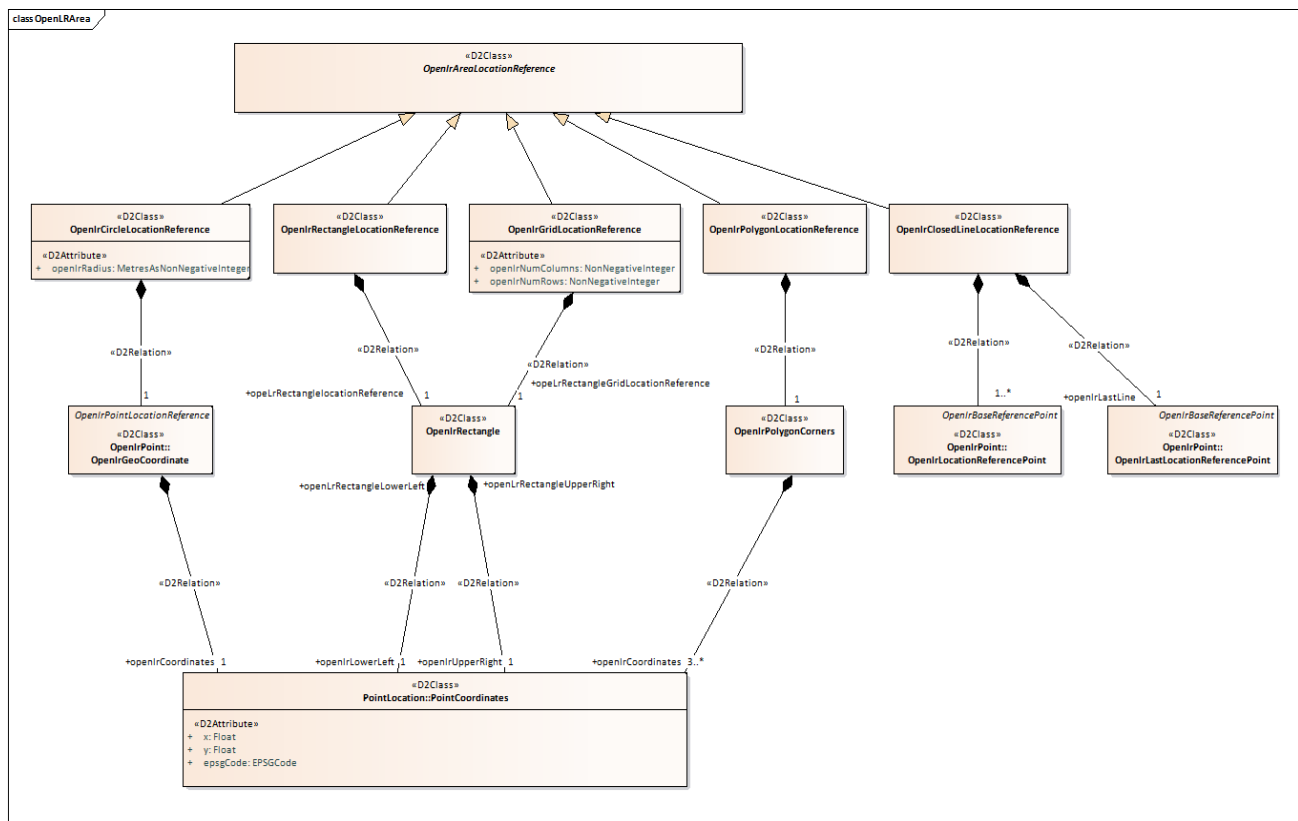 class OpenLRArea
«D2Class»
OpenlrAreaLocationReference
«D2Class»
OpenlrCircleLocationReference
«D2Attribute»
+ openlrRadius: MetresAsNonNegativeInteger
«D2Class»
OpenlrRectangleLocationReference
«D2Class»
OpenlrGridLocationReference
«D2Attribute»
+ openlrNumColumns: NonNegativeInteger
+ openlrNumRows: NonNegativeInteger
«D2Class»
OpenlrPolygonLocationReference
«D2Class»
OpenlrClosedLineLocationReference
«D2Relation»
«D2Relation»
«D2Relation»
«D2Relation»
«D2Relation»
«D2Relation»
+opeLrRectanglelocationReference
+opeLrRectangleGridLocationReference
+openlrLastLine
1
1
1
1
1..*
1
OpenlrPointLocationReference
«D2Class»
OpenlrPoint::
OpenlrGeoCoordinate
«D2Class»
OpenlrRectangle
«D2Class»
OpenlrPolygonCorners
OpenlrBaseReferencePoint
«D2Class»
OpenlrPoint::
OpenlrLocationReferencePoint
OpenlrBaseReferencePoint
«D2Class»
OpenlrPoint::
OpenlrLastLocationReferencePoint
+openLrRectangleLowerLeft
+openLrRectangleUpperRight
«D2Relation»
«D2Relation»
«D2Relation»
«D2Relation»
+openlrCoordinates 1
+openlrLowerLeft 1
+openlrUpperRight 1
+openlrCoordinates 3..*
«D2Class»
PointLocation::PointCoordinates
«D2Attribute»
+ x: Float
+ y: Float
+ epsgCode: EPSGCode